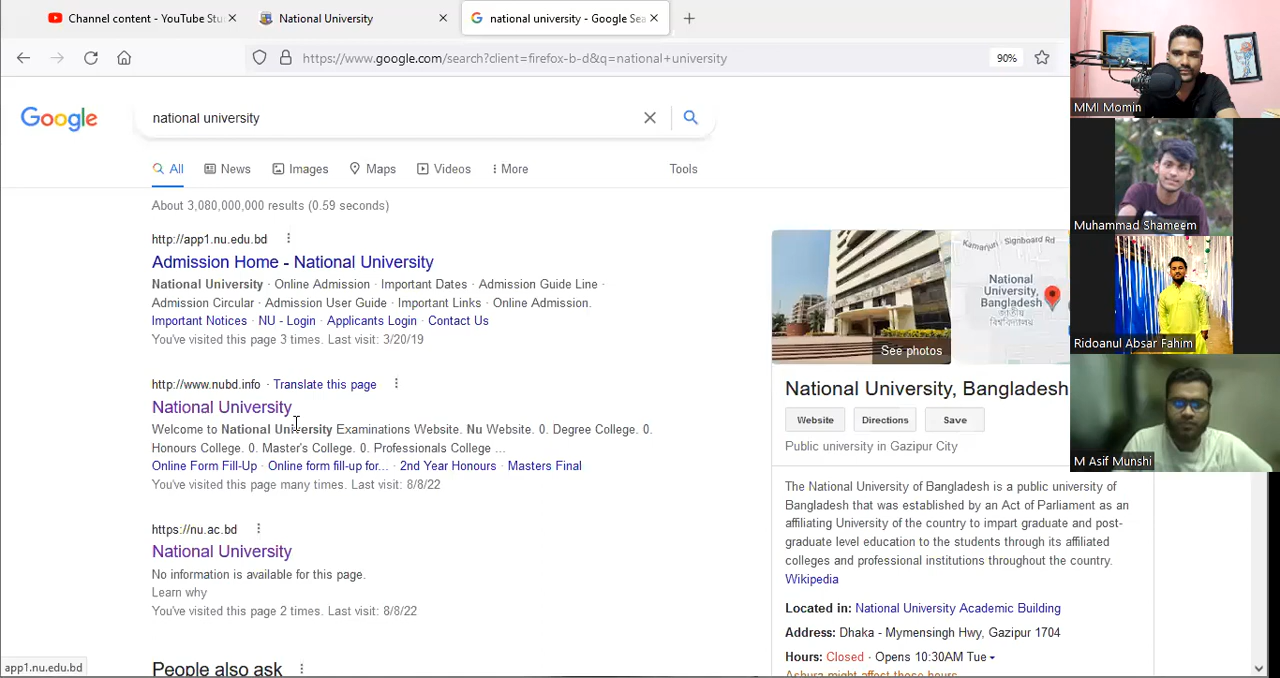 Channel content - YouTube Stu
National University
national university - Google Sea
https://www.google.com/search?client=firefox-b-d&q=national+university
90%
Google
national university
All
News
Images
Maps
Videos
More
Tools
About 3,080,000,000 results (0.59 seconds)
http://app1.nu.edu.bd
Admission Home - National University
National University · Online Admission · Important Dates · Admission Guide Line ·
Admission Circular · Admission User Guide · Important Links · Online Admission.
Important Notices · NU - Login · Applicants Login · Contact Us
You've visited this page 3 times. Last visit: 3/20/19
http://www.nubd.info · Translate this page
National University
Welcome to National University Examinations Website. Nu Website. 0. Degree College. 0.
Honours College. 0. Master's College. 0. Professionals College ...
Online Form Fill-Up · Online form fill-up for... · 2nd Year Honours · Masters Final
You've visited this page many times. Last visit: 8/8/22
https://nu.ac.bd
National University
No information is available for this page.
Learn why
You've visited this page 2 times. Last visit: 8/8/22
People also ask
app1.nu.edu.bd
See photos
Kamarjuri - Signboard Rd
National
University,
Bangladesh
জাতীয়
বিশ্ববিদ্যালয়
National University, Bangladesh
Website
Directions
Save
Public university in Gazipur City
The National University of Bangladesh is a public university of
Bangladesh that was established by an Act of Parliament as an
affiliating University of the country to impart graduate and post-
graduate level education to the students through its affiliated
colleges and professional institutions throughout the country.
Wikipedia
Located in: National University Academic Building
Address: Dhaka - Mymensingh Hwy, Gazipur 1704
Hours: Closed · Opens 10:30AM Tue
Ashura might affect these hours
MMI Momin
Muhammad Shameem
Ridoanul Absar Fahim
M Asif Munshi